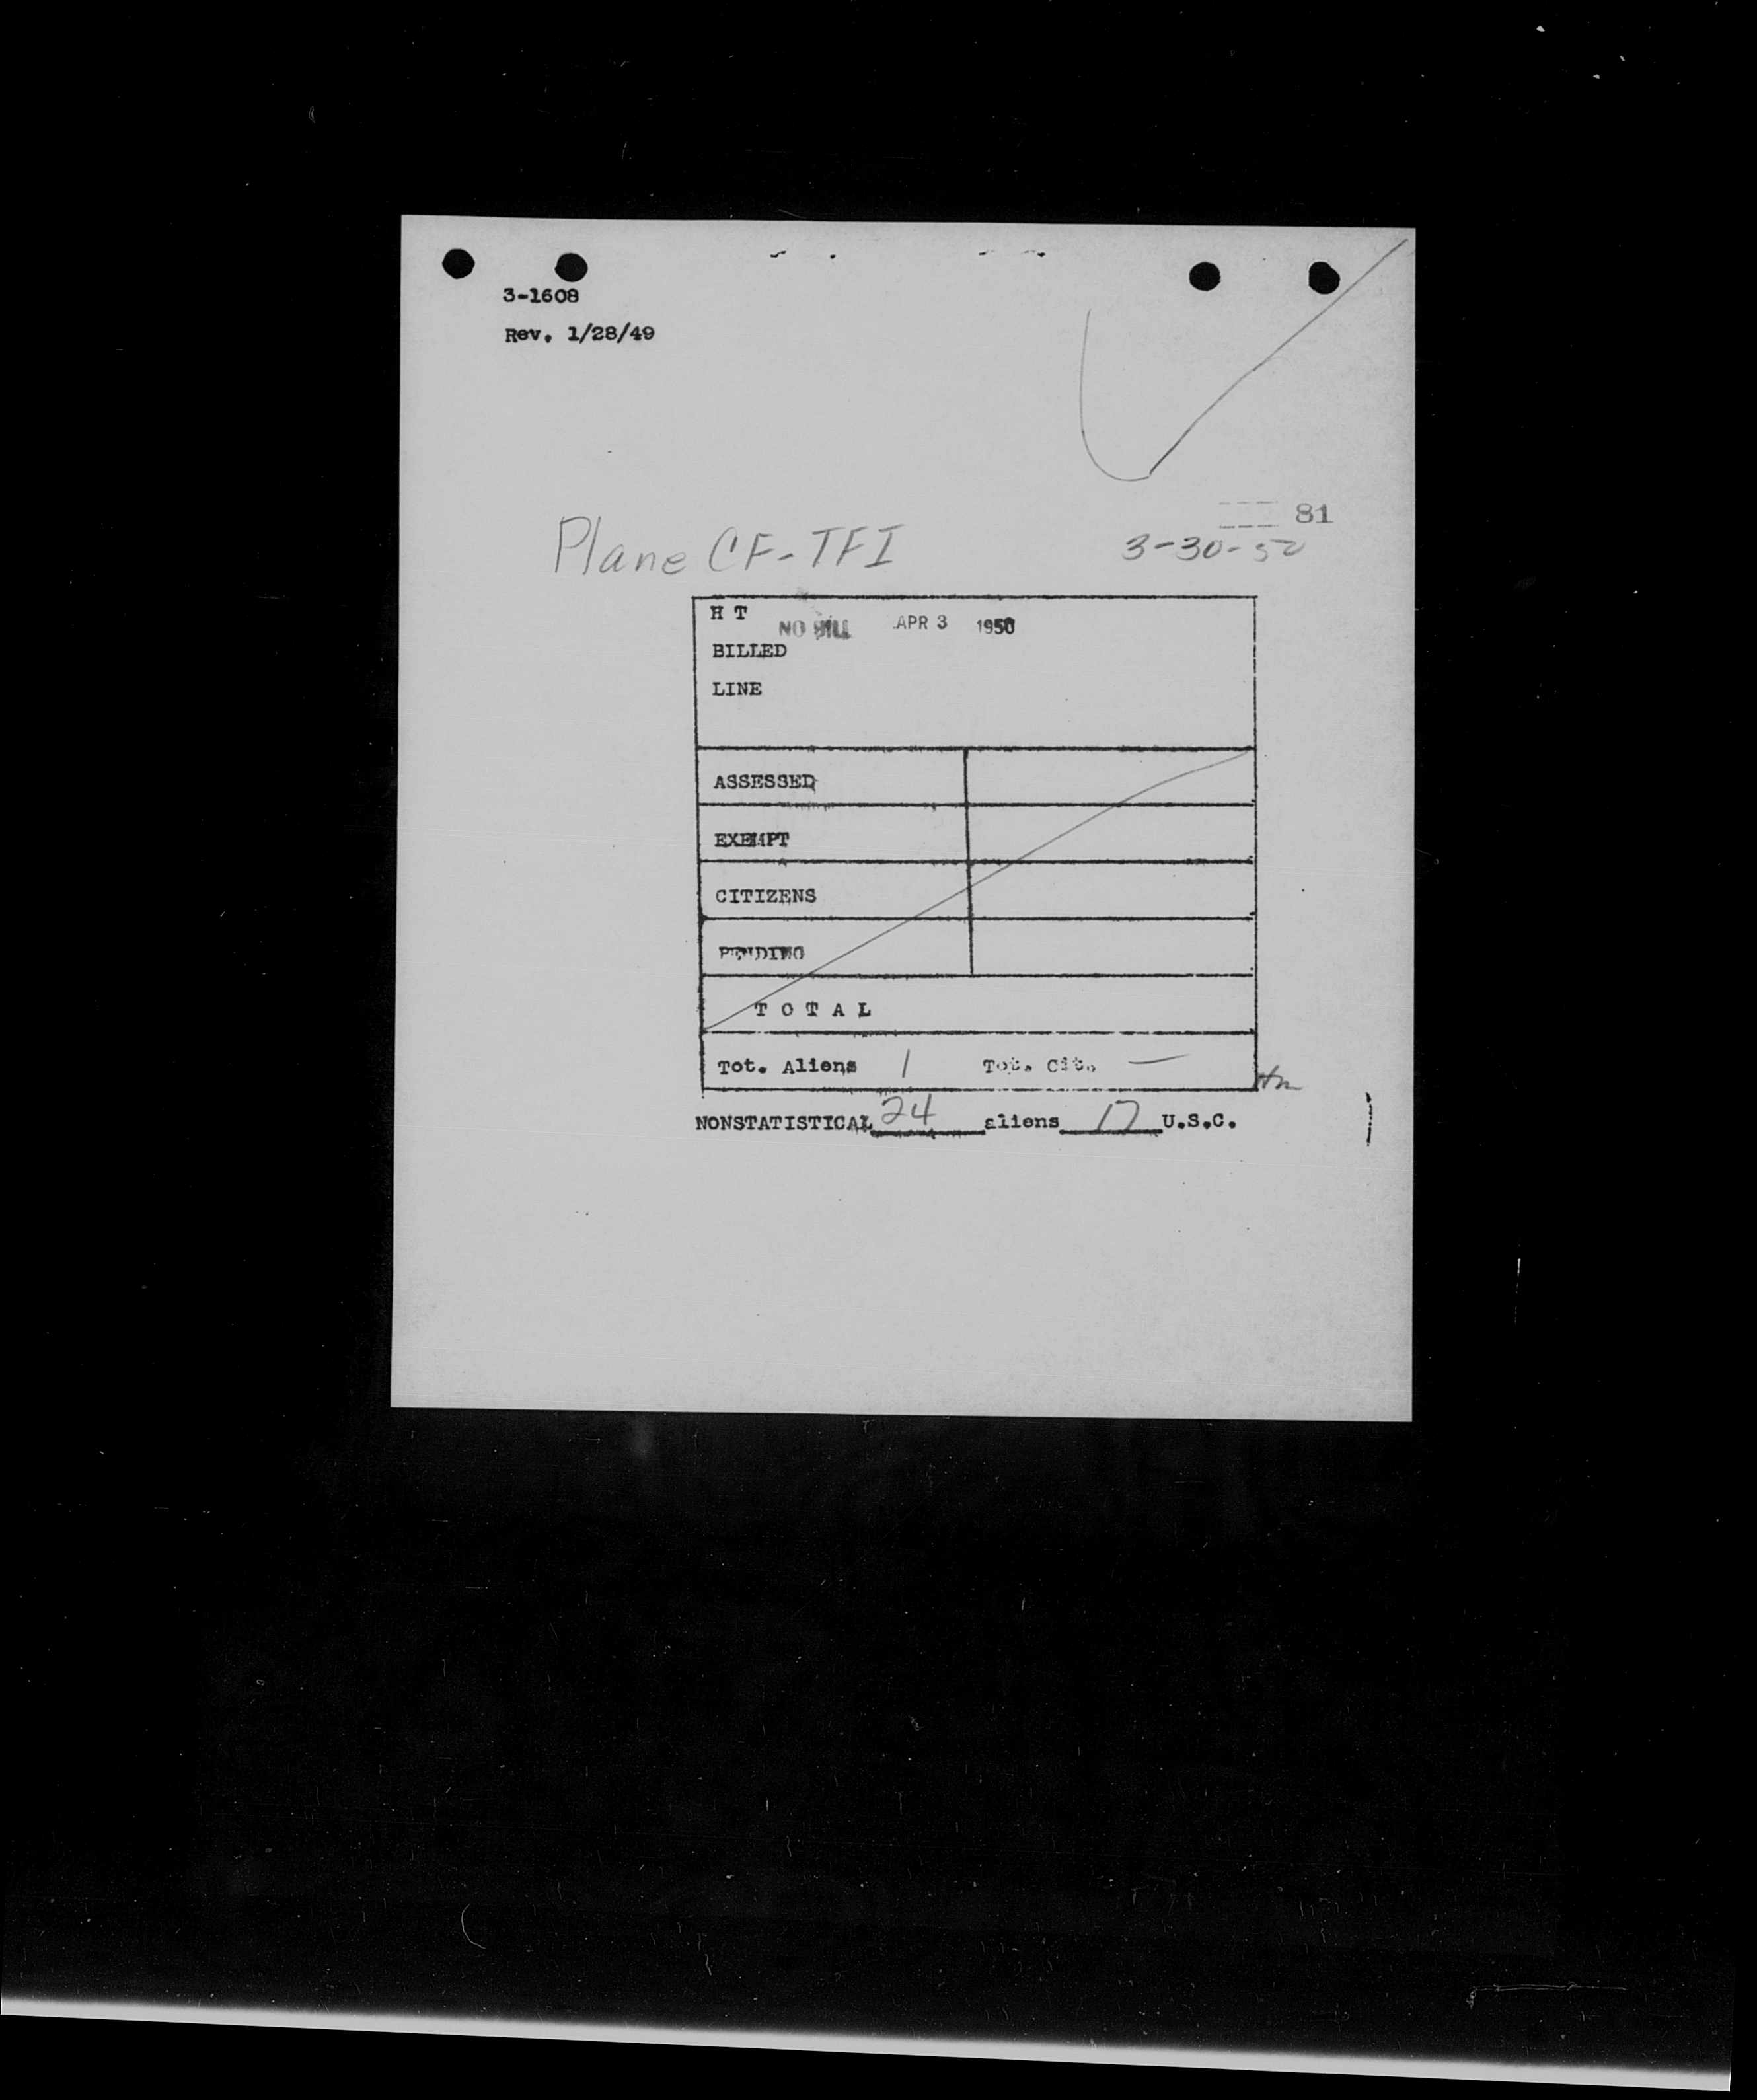 3-1608
Rev. 1/28/49
81
Plane CF-TFI
3-30-50
H T
NO BILL APR 3 1950
BILLED
LINE
ASSESSED
EXEMPT
CITIZENS
PENDING
T O T A L
Tot. Aliens 1 Tot. Cit. —
NONSTATISTICAL 24 aliens 17 U.S.C.